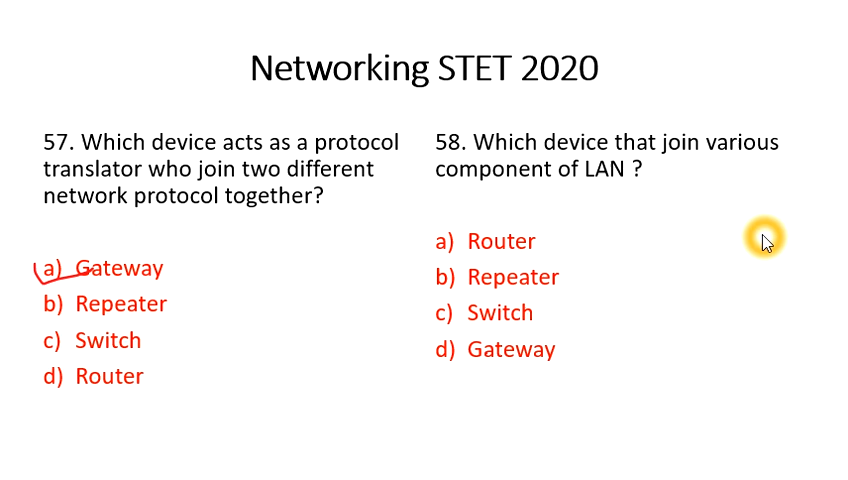 Networking STET 2020
57. Which device acts as a protocol
translator who join two different
network protocol together?
a) Gateway
b) Repeater
c) Switch
d) Router
58. Which device that join various
component of LAN ?
a) Router
b) Repeater
c) Switch
d) Gateway